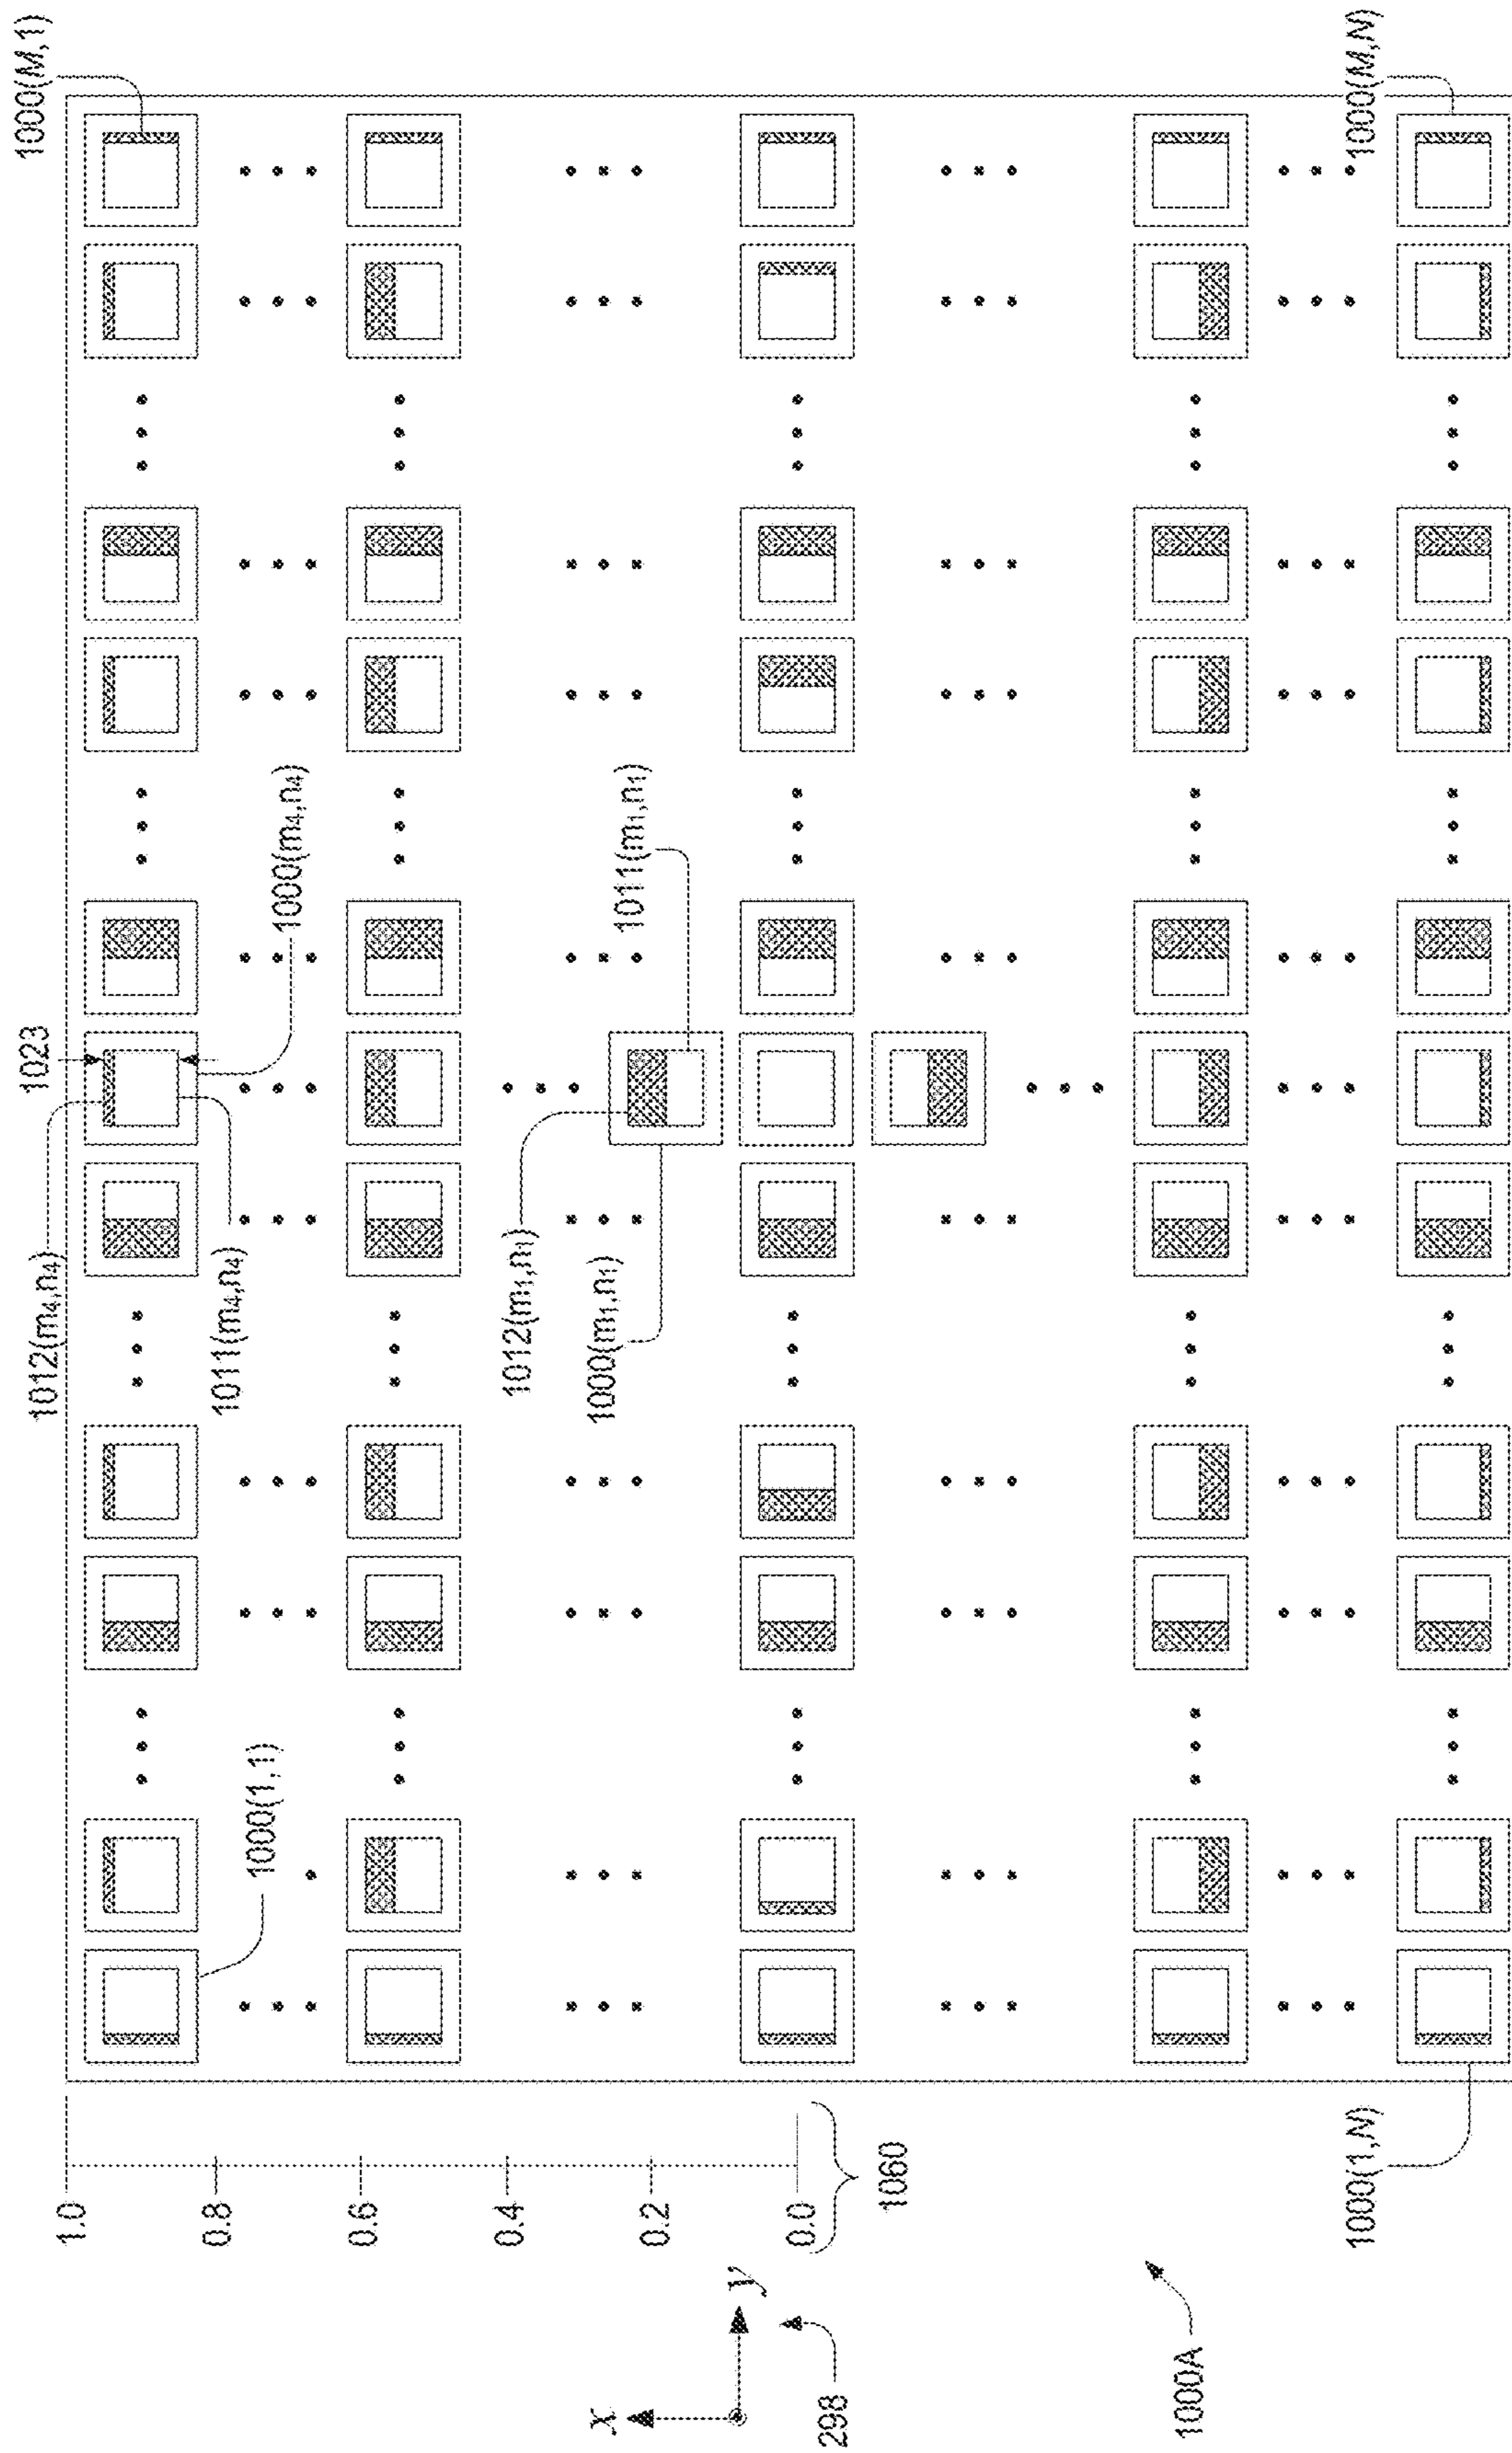 1000(M,1)
1000(M,N)
1000(m4,n4)
1011(m1,n1)
1023
1012(m4,n4)
1011(m4,n4)
1012(m1,n1)
1000(m1,n1)
1000(1,1)
1.0
0.8
0.6
0.4
0.2
0.0
1060
1000(1,N)
x
y
298
1000A